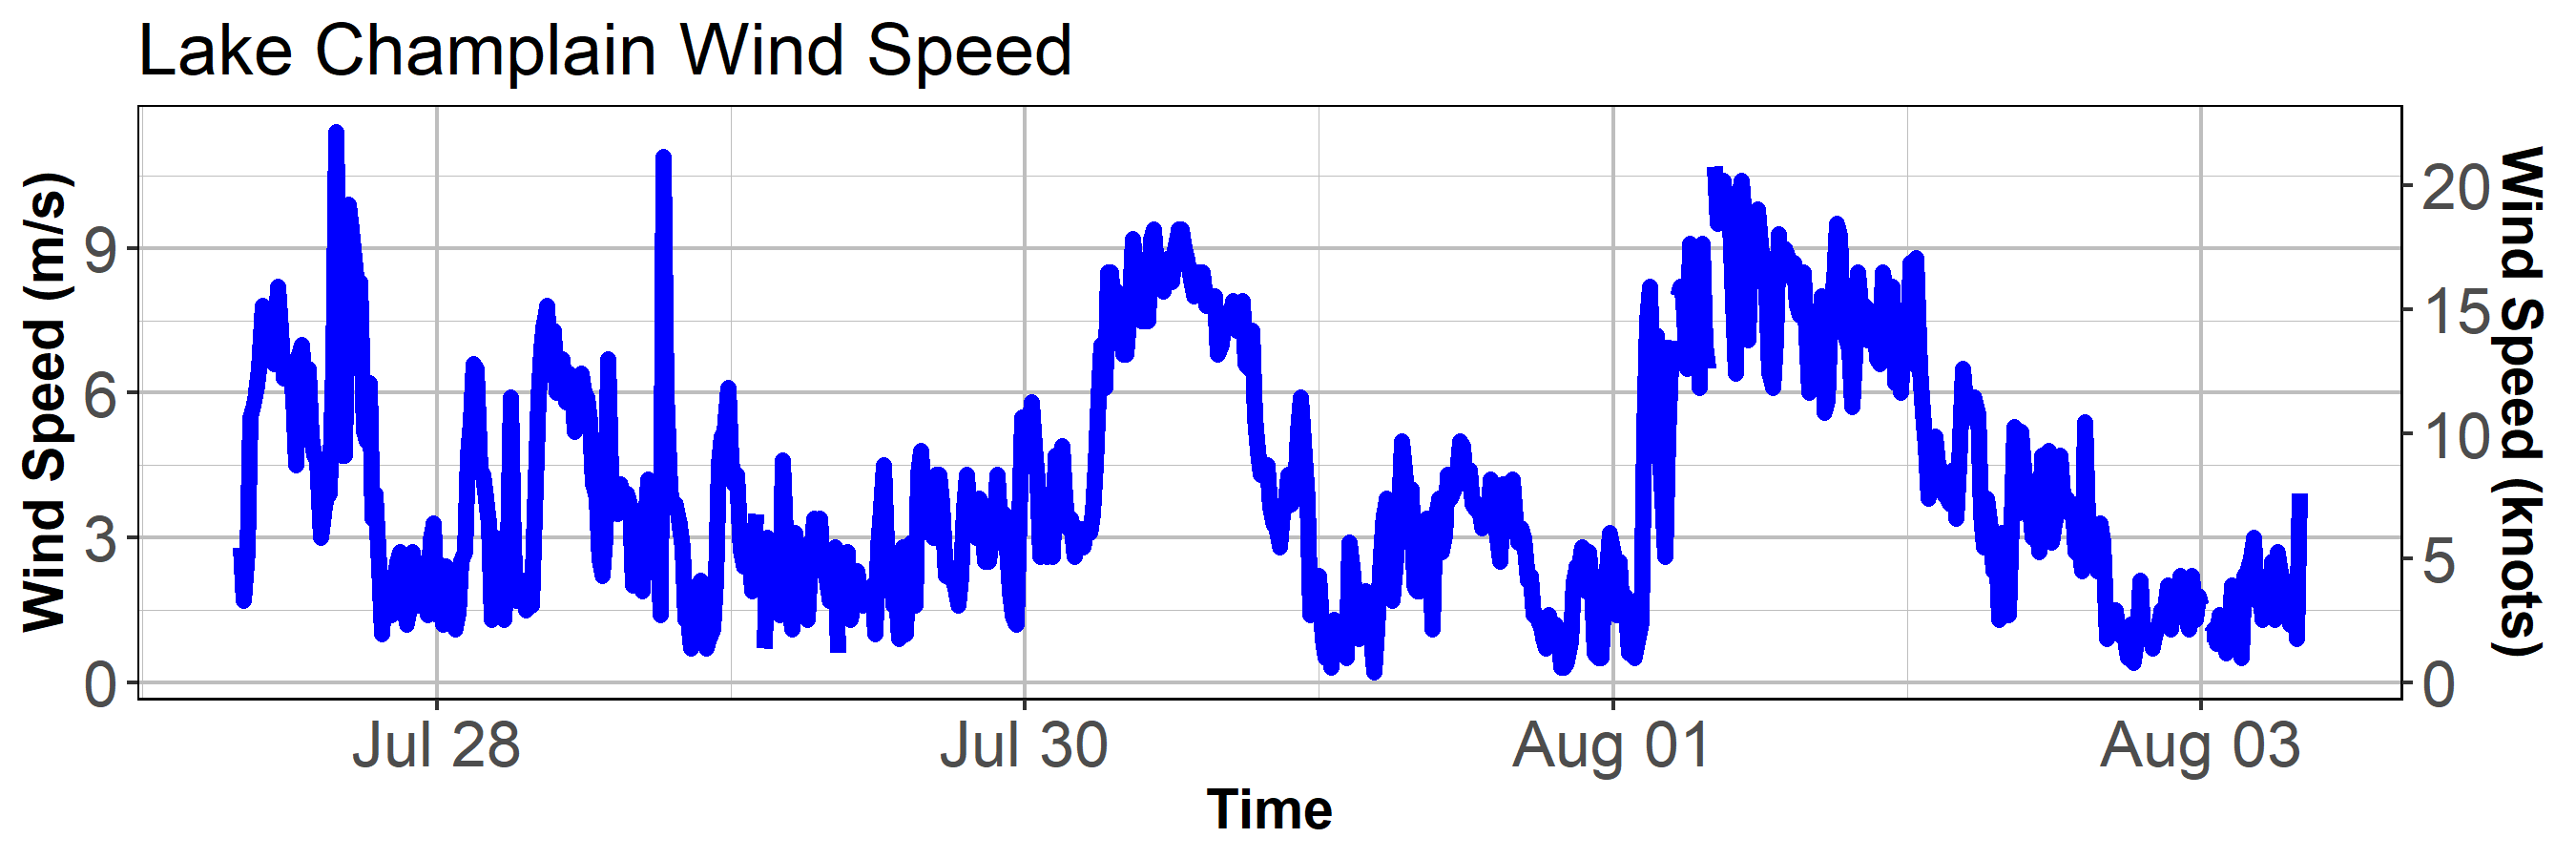 Lake Champlain Wind Speed
Wind Speed (m/s)
9
6
3
0
20
15
10
5
0
Wind Speed (knots)
Jul 28
Jul 30
Aug 01
Aug 03
Time